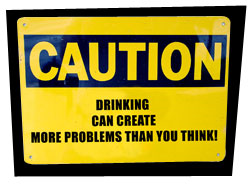 CAUTION
DRINKING
CAN CREATE
MORE PROBLEMS THAN YOU THINK!